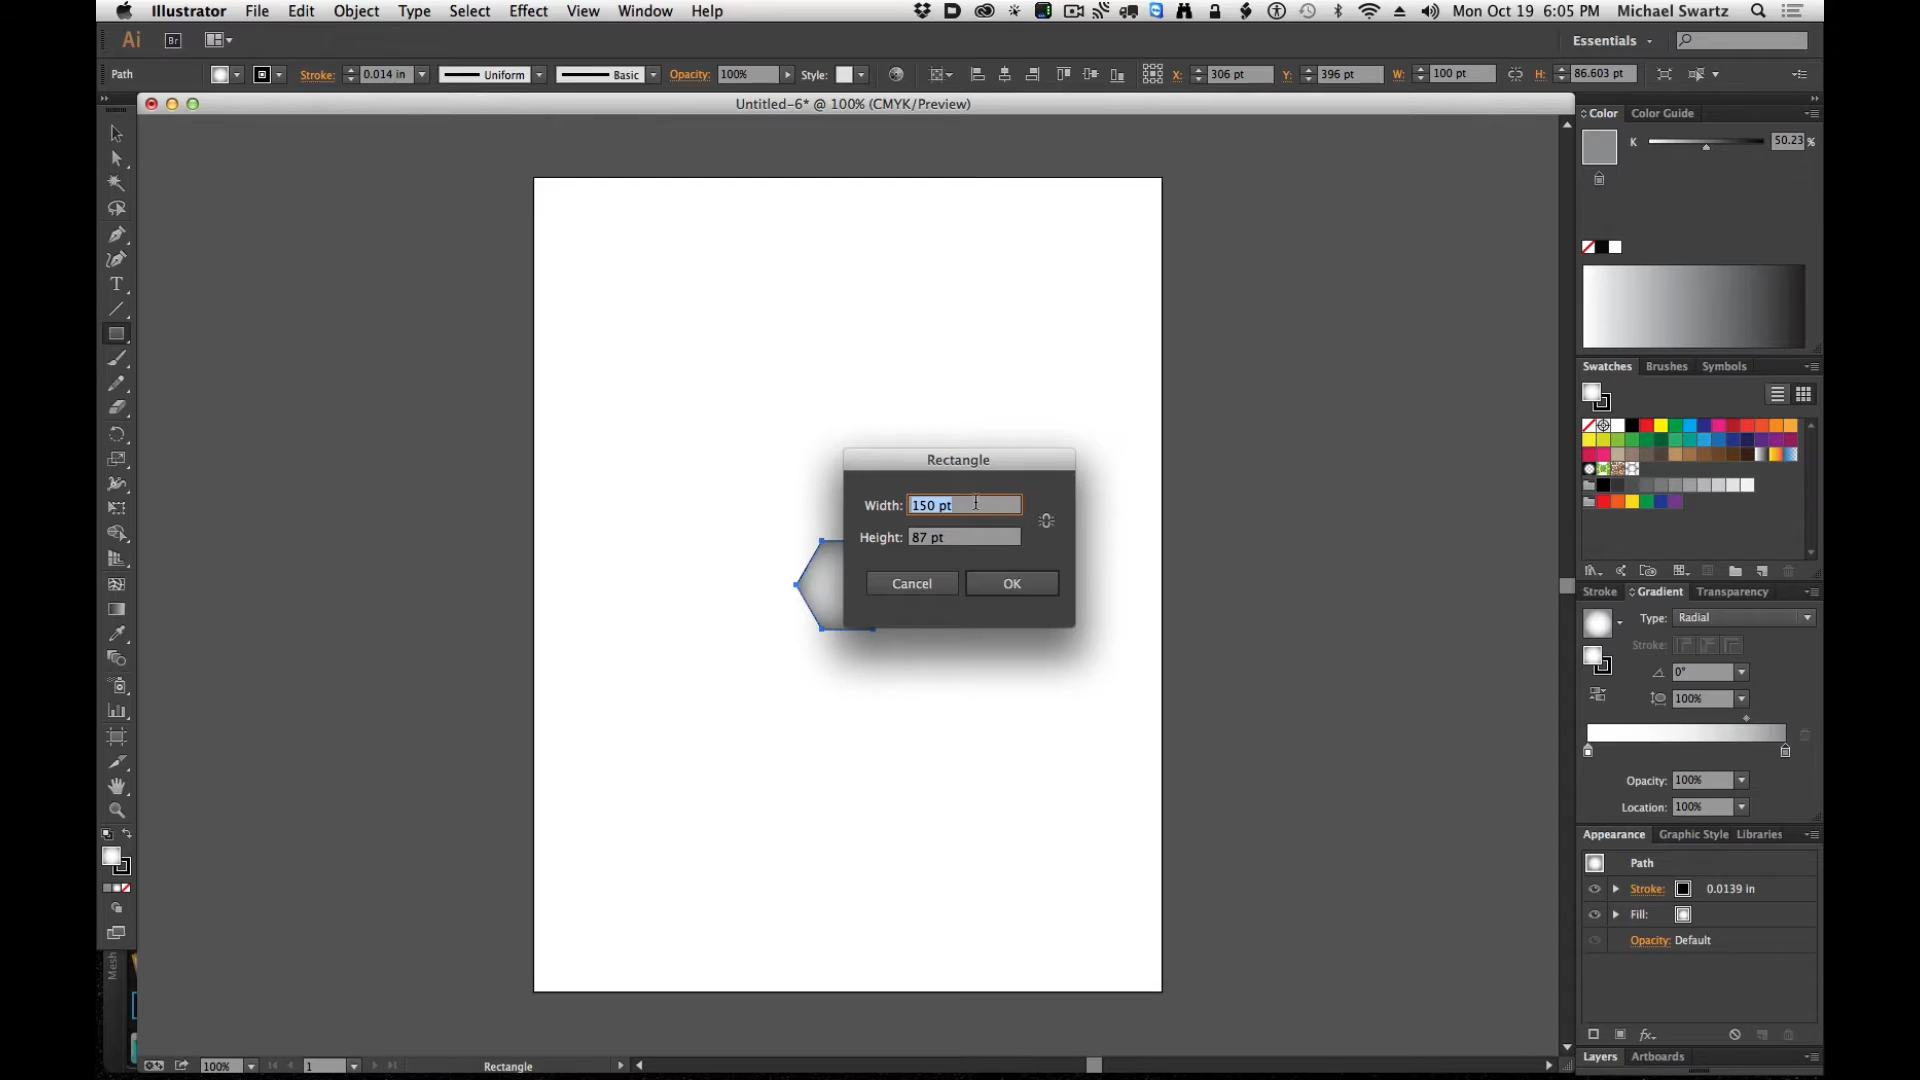 Illustrator File Edit Object Type Select Effect View Window Help Mon Oct 19 6:05 PM Michael Swartz
Ai Br Essentials
Path Stroke: 0.014 in Uniform Basic Opacity: 100% Style: X: 306 pt Y: 396 pt W: 100 pt H: 86.603 pt
Untitled-6* @ 100% (CMYK/Preview)
Color Color Guide
K 50.23 %
Swatches Brushes Symbols
Rectangle
Width: 150 pt
Height: 87 pt
Cancel OK
Stroke Gradient Transparency
Type: Radial
Stroke:
0°
100%
Opacity: 100%
Location: 100%
Appearance Graphic Style Libraries
Path
Stroke: 0.0139 in
Fill:
Opacity: Default
fx
Layers Artboards
Mesh
100% 1 Rectangle